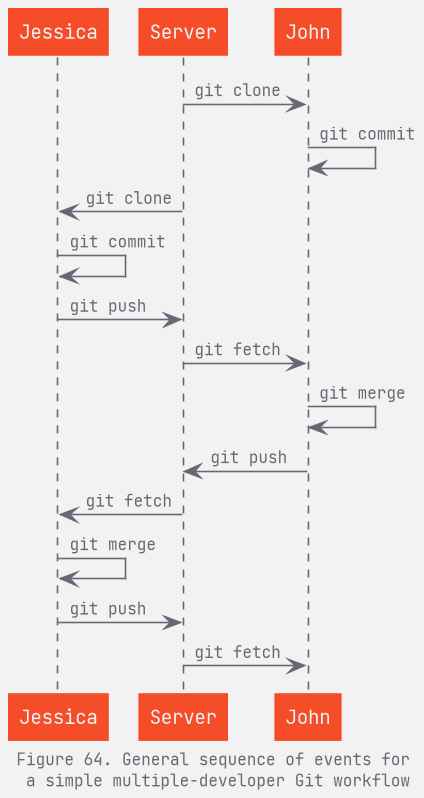 Jessica Server John
git clone
git commit
git clone
git commit
git push
git fetch
git merge
git push
git fetch
git merge
git push
git fetch
Jessica Server John
Figure 64. General sequence of events for
a simple multiple-developer Git workflow